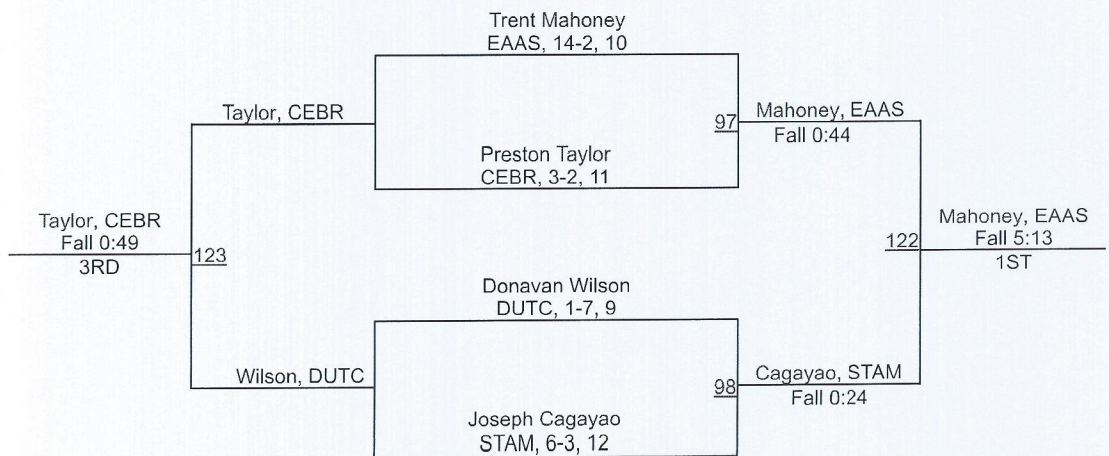 Trent Mahoney
EAAS, 14-2, 10
Taylor, CEBR
97
Mahoney, EAAS
Fall 0:44
Preston Taylor
CEBR, 3-2, 11
Taylor, CEBR
Fall 0:49
3RD
123
122
Mahoney, EAAS
Fall 5:13
1ST
Donavan Wilson
DUTC, 1-7, 9
Wilson, DUTC
98
Cagayao, STAM
Fall 0:24
Joseph Cagayao
STAM, 6-3, 12